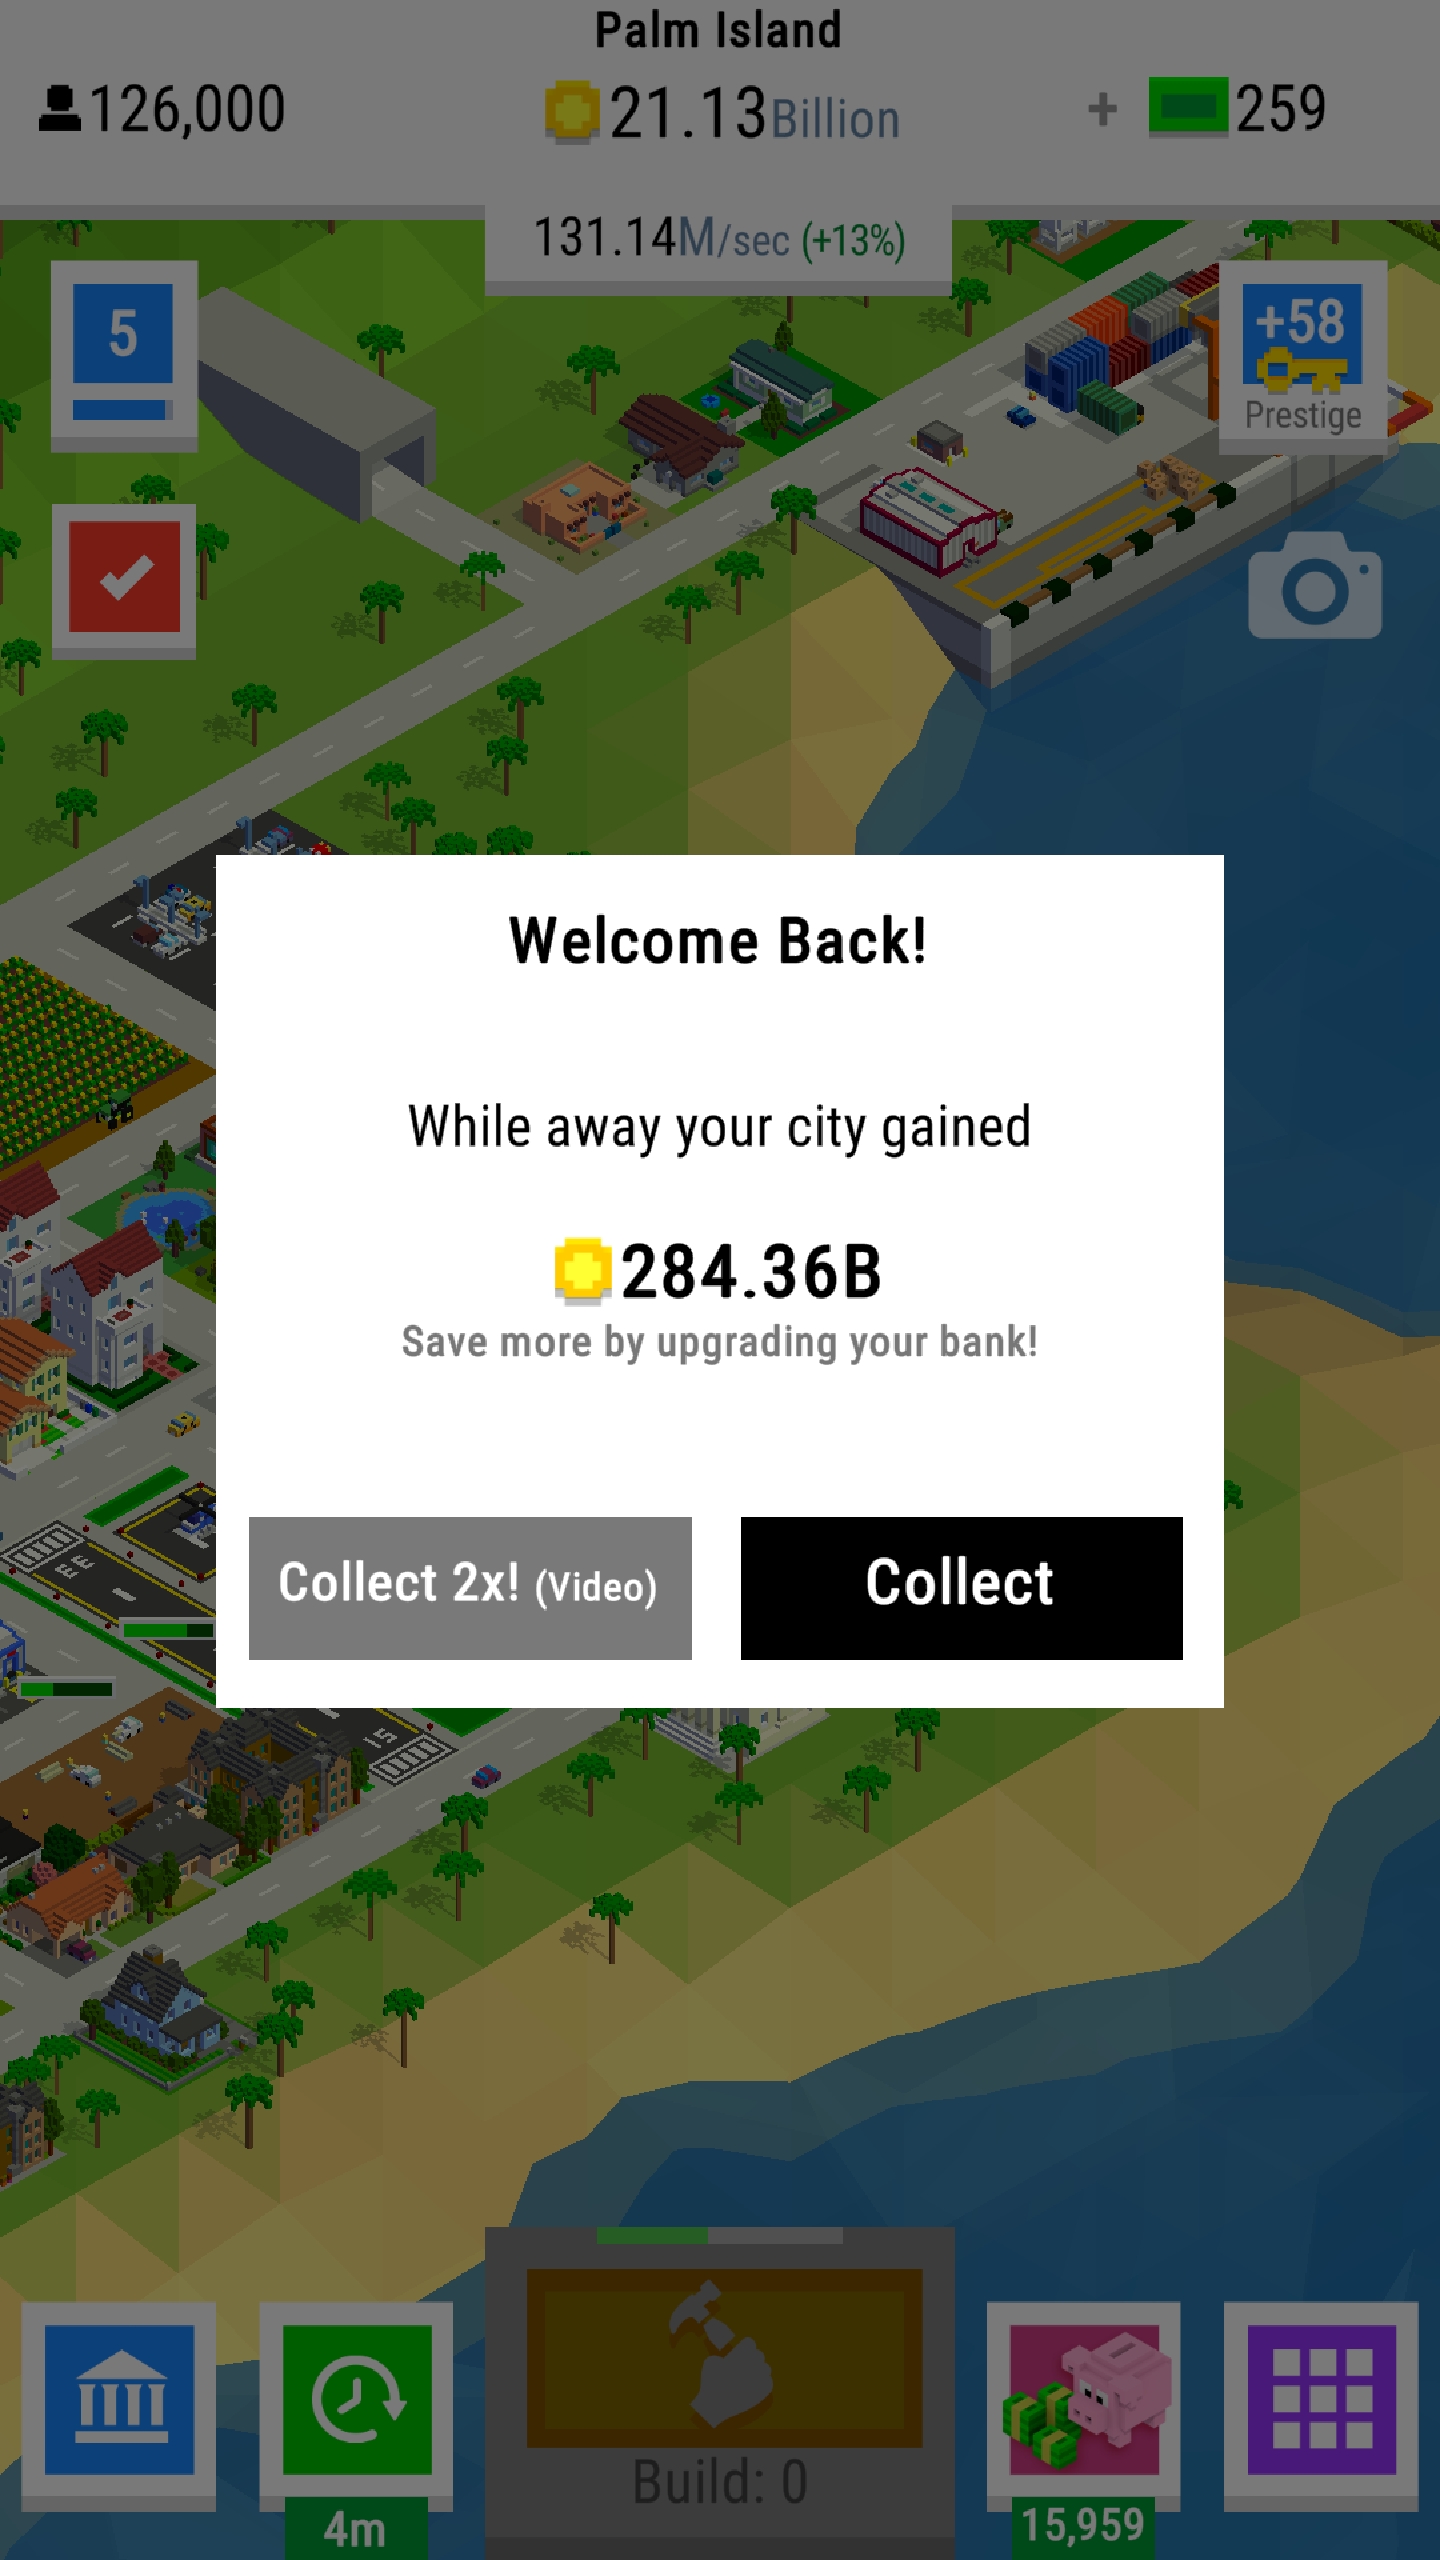 Palm Island
126,000
21.13Billion
+ 259
131.14M/sec (+13%)
5
+58
Prestige
Welcome Back!
While away your city gained
284.36B
Save more by upgrading your bank!
Collect 2x! (Video)
Collect
33
15
Build: 0
4m
15,959